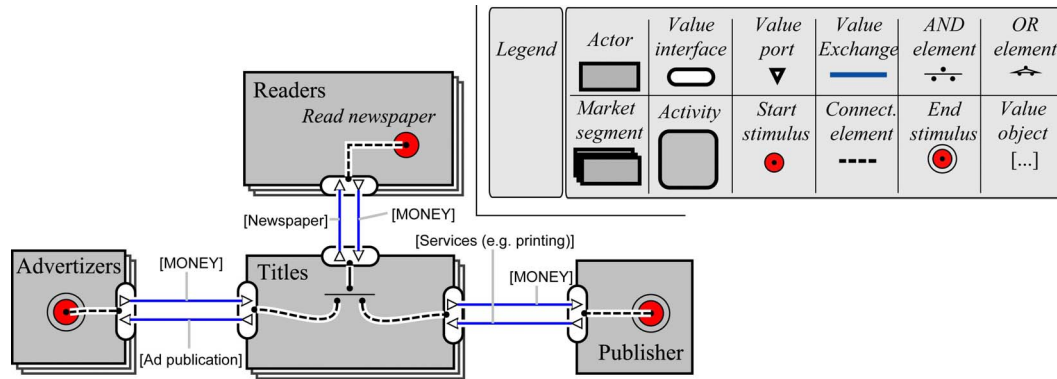 Legend
Actor
Value
interface
Value
port
Value
Exchange
AND
element
OR
element
Market
segment
Activity
Start
stimulus
Connect.
element
End
stimulus
Value
object
[...]
Readers
Read newspaper
[Newspaper]
[MONEY]
[Services (e.g. printing)]
Advertizers
[MONEY]
Titles
[MONEY]
[Ad publication]
Publisher